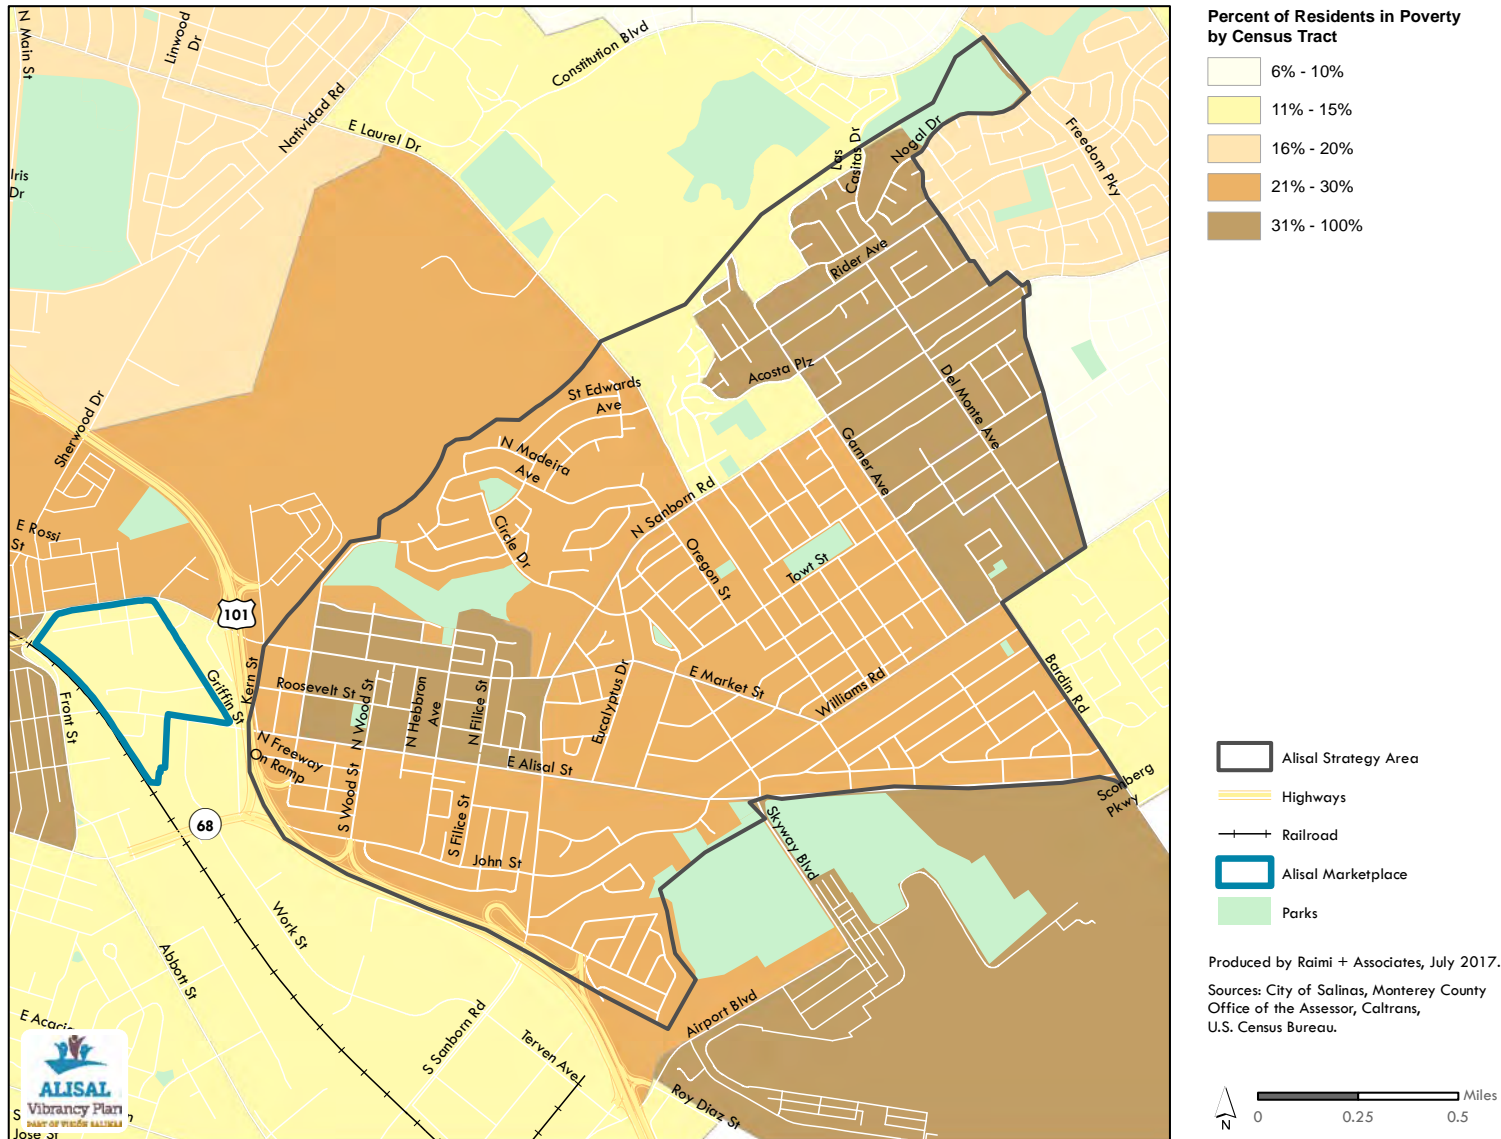 N Main St
Linwood
Dr
Natividad Rd
Constitution Blvd
E Laurel Dr
Iris
Dr
Las
Casitas Dr
Nogal Dr
Freedom Pky
Rider Ave
Acosta Plz
Del Monte Ave
Garner Ave
St Edwards
Ave
N Madeira
Ave
Sherwood Dr
Circle Dr
N Sanborn Rd
Oregon St
Towt St
E Rossi
St
101
Griffin St
Kern St
Roosevelt St
N Wood St
N Hebbron
Ave
N Filice St
Eucalyptus Dr
E Market St
Williams Rd
Bardin Rd
Front St
N Freeway
On Ramp
E Alisal St
S Wood St
S Filice St
John St
68
Skyway Blvd
Sconberg
Pkwy
Work St
Abbott St
Airport Blvd
S Sanborn Rd
Terven Ave
Roy Diaz St
E Acaci
S
Jose St
n
ALISAL
Vibrancy Plan
PART OF VISIÓN SALINAS
Percent of Residents in Poverty
by Census Tract
6% - 10%
11% - 15%
16% - 20%
21% - 30%
31% - 100%
Alisal Strategy Area
Highways
Railroad
Alisal Marketplace
Parks
Produced by Raimi + Associates, July 2017.
Sources: City of Salinas, Monterey County
Office of the Assessor, Caltrans,
U.S. Census Bureau.
N
Miles
0 0.25 0.5